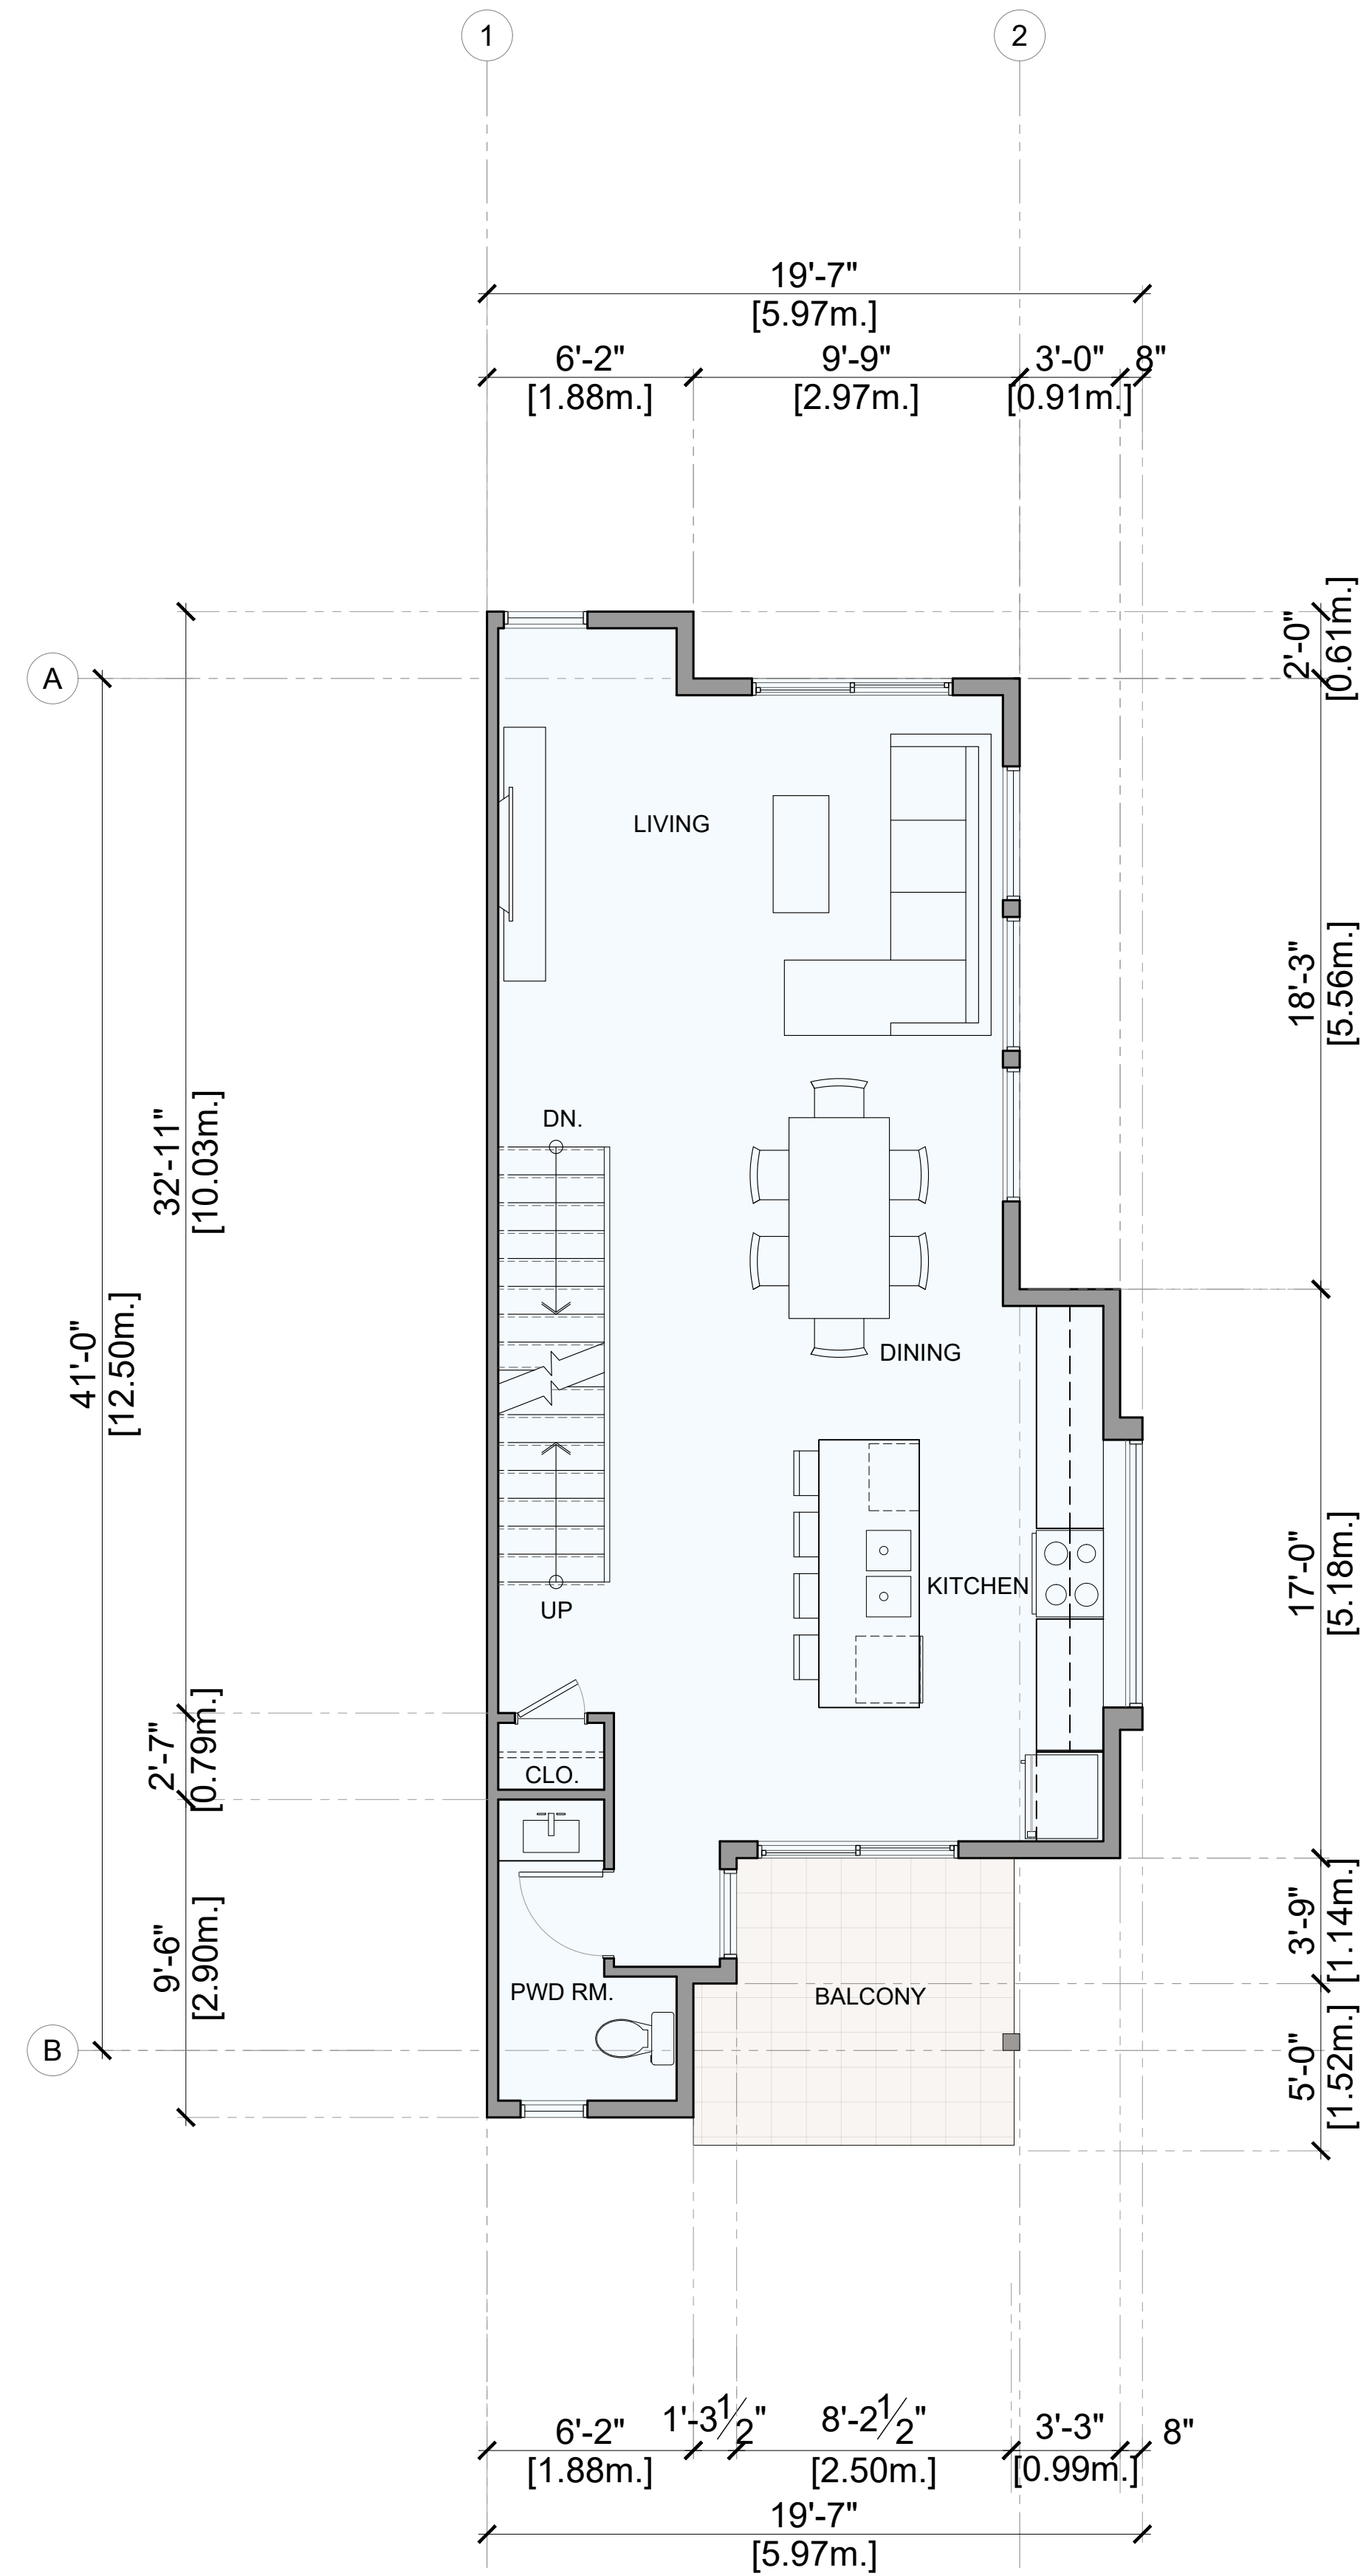 1
2
19'-7"
[5.97m.]
6'-2"
9'-9"
3'-0"
8"
[1.88m.]
[2.97m.]
[0.91m.]
2'-0"
[0.61m.]
A
LIVING
18'-3"
[5.56m.]
32'-11"
[10.03m.]
DN.
41'-0"
[12.50m.]
DINING
KITCHEN
17'-0"
[5.18m.]
UP
2'-7"
[0.79m.]
CLO.
9'-6"
[2.90m.]
3'-9"
[1.14m.]
PWD RM.
BALCONY
B
5'-0"
[1.52m.]
6'-2"
1'-3 1/2"
8'-2 1/2"
3'-3"
8"
[1.88m.]
[2.50m.]
[0.99m.]
19'-7"
[5.97m.]